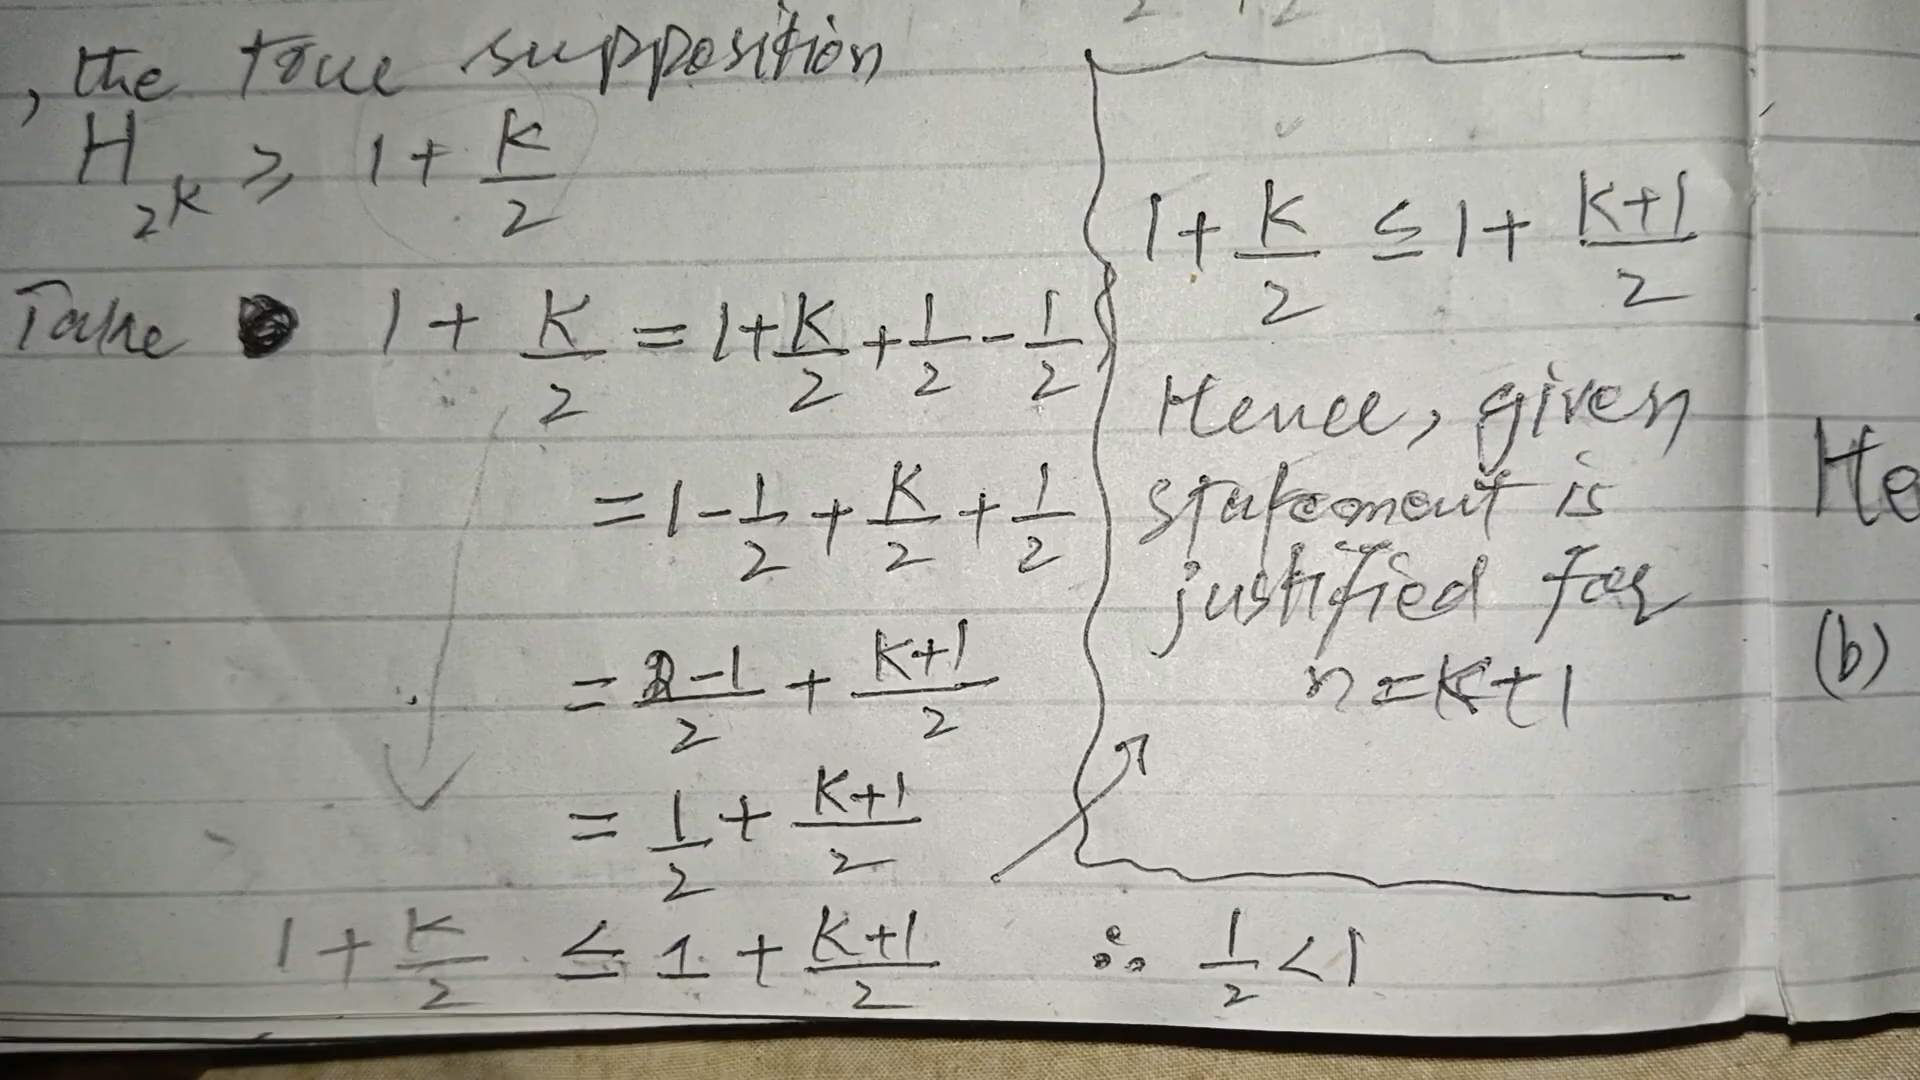 , the true supposition
H_{2^K} ≥ 1 + K/2
Take 1 + K/2 = 1 + K/2 + 1/2 - 1/2
= 1 - 1/2 + K/2 + 1/2
= 2-1/2 + K+1/2
= 1/2 + K+1/2
1 + K/2 ≤ 1 + K+1/2 ∴ 1/2 < 1
1 + K/2 ≤ 1 + K+1/2
Hence, given
statement is
justified for
n = K+1
He
(b)